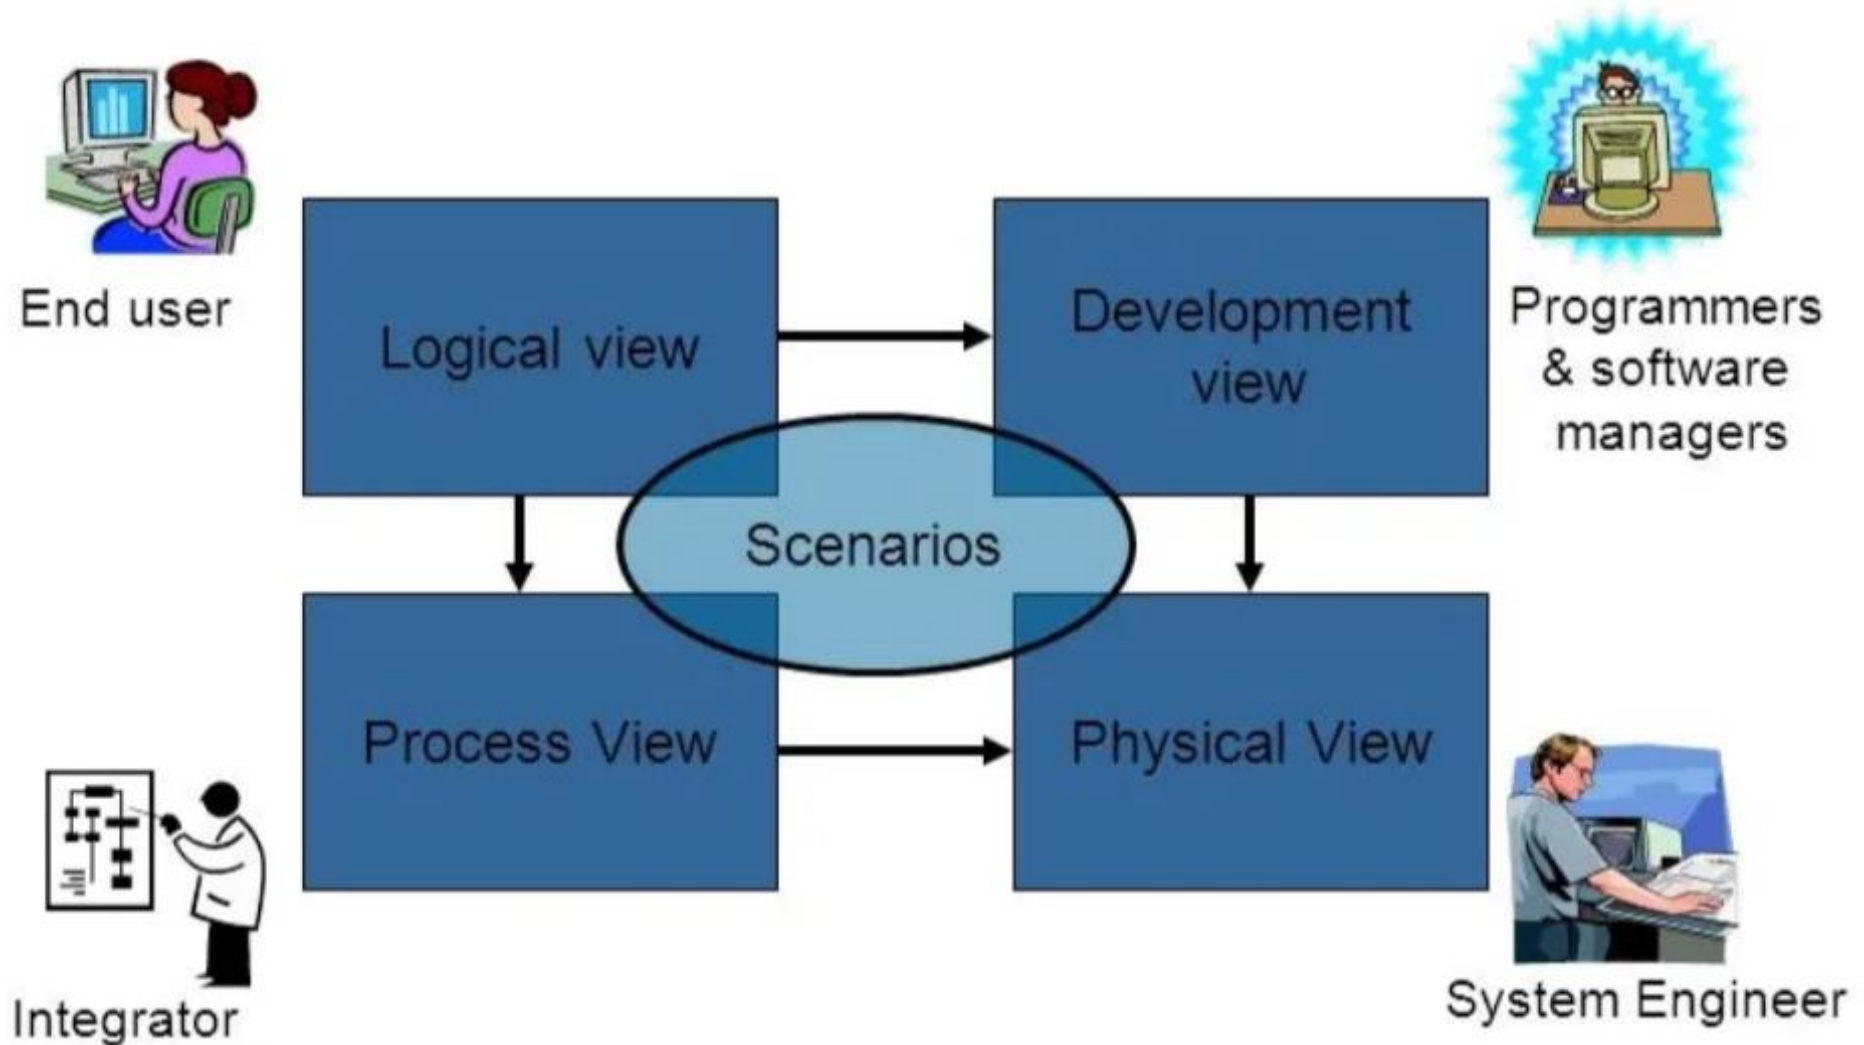 End user
Logical view
Development
view
Programmers
& software
managers
Scenarios
Process View
Physical View
Integrator
System Engineer